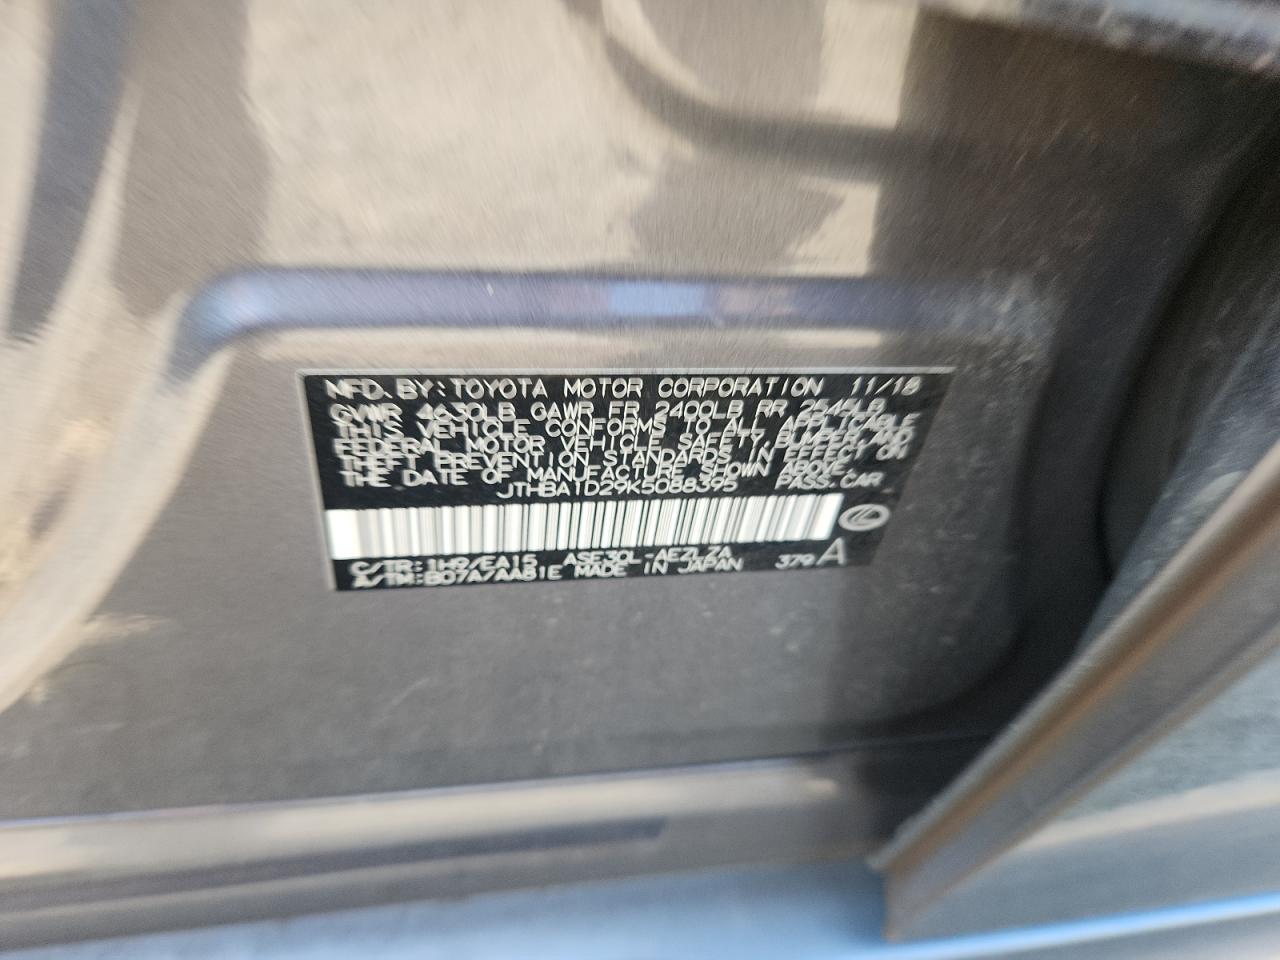 MFD. BY: TOYOTA MOTOR CORPORATION 11/18
GVWR 4630LB GAWR FR 2400LB RR 2545LB
THIS VEHICLE CONFORMS TO ALL APPLICABLE
FEDERAL MOTOR VEHICLE SAFETY, BUMPER, AND
THEFT PREVENTION STANDARDS IN EFFECT ON
THE DATE OF MANUFACTURE SHOWN ABOVE.
JTHBA1D29K5088395 PASS. CAR
C/TR: 1H9/EA15 ASE30L-AEZLZA
A/TM: B07A/AA81E MADE IN JAPAN 379 A